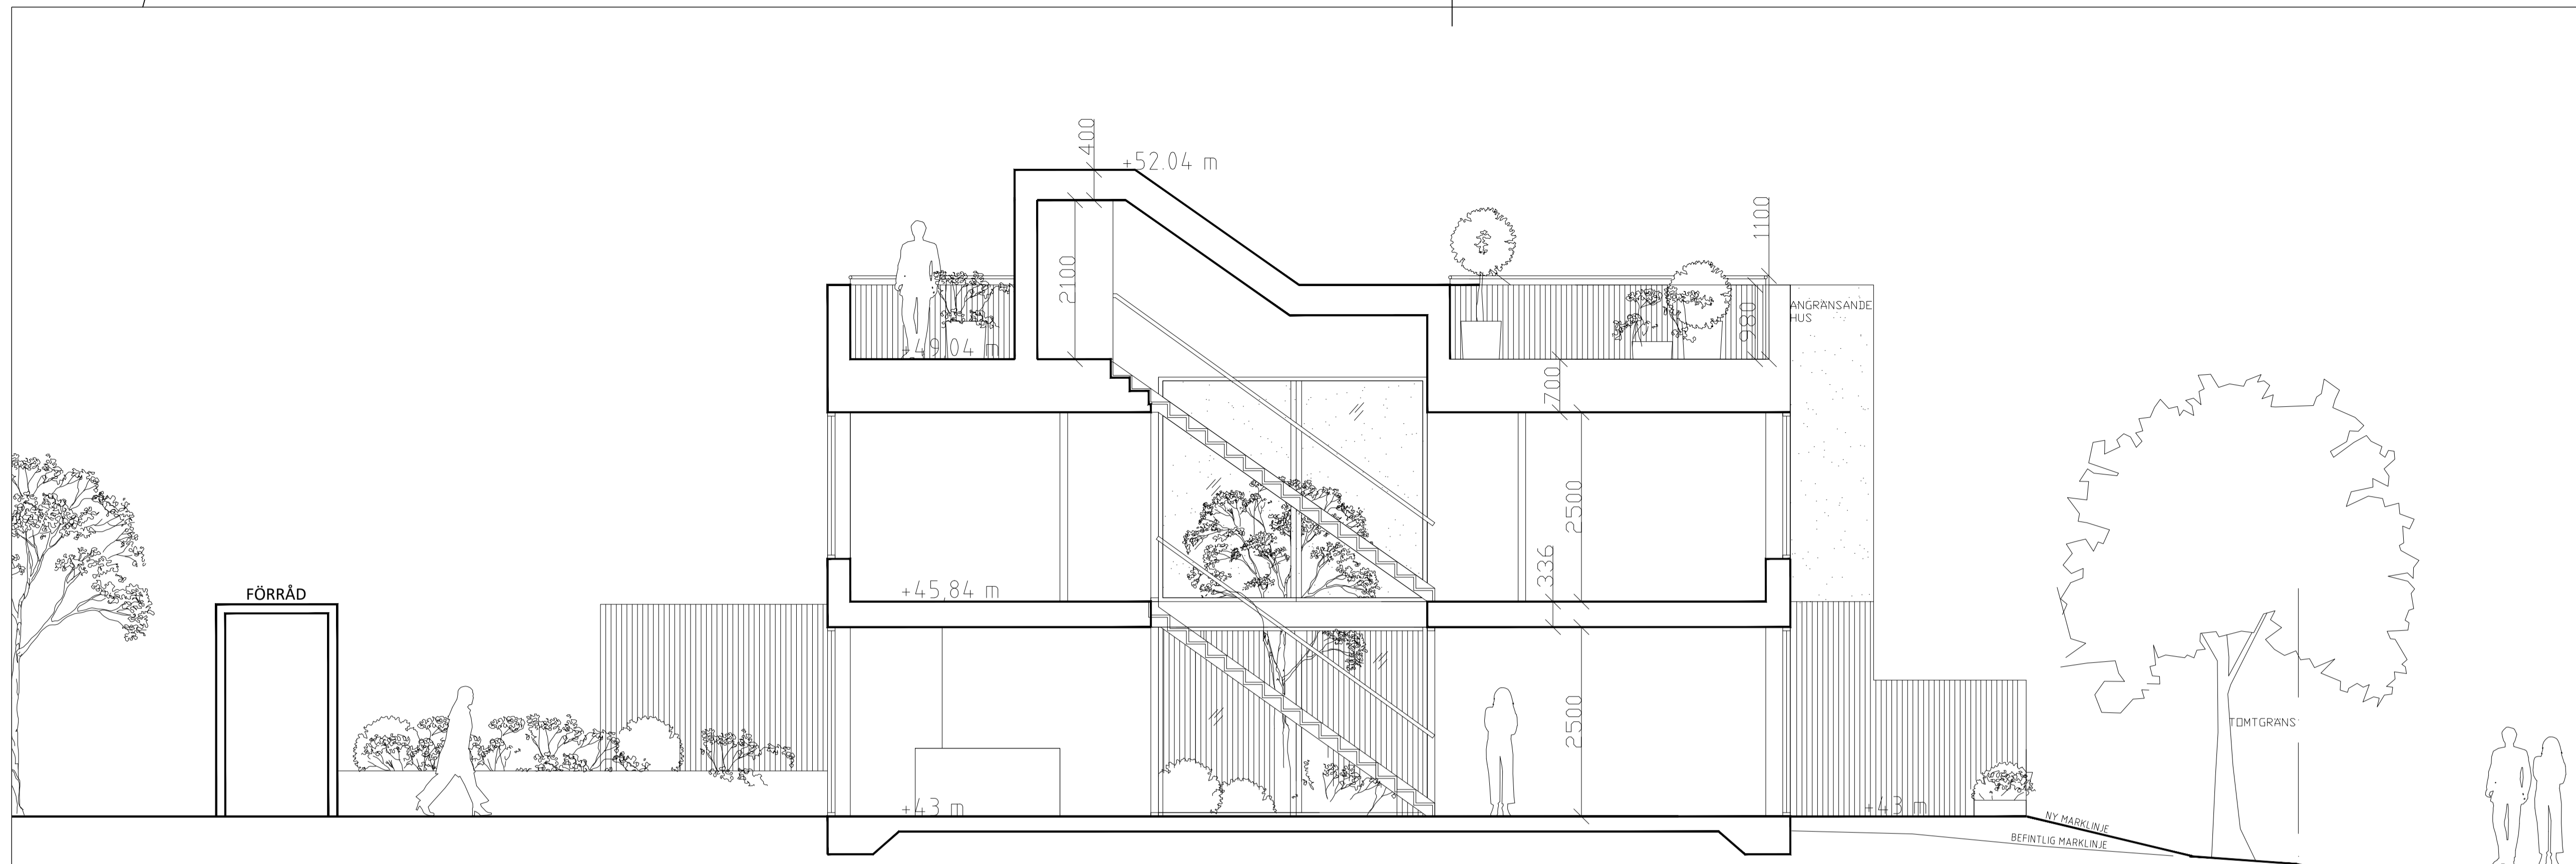 400
+52.04 m
1100
2100
ANGRÄNSANDE
HUS
980
+49.04 m
700
2500
336
+45,84 m
FÖRRÅD
2500
TOMTGRÄNS
+43 m
+43 m
NY MARKLINJE
BEFINTLIG MARKLINJE